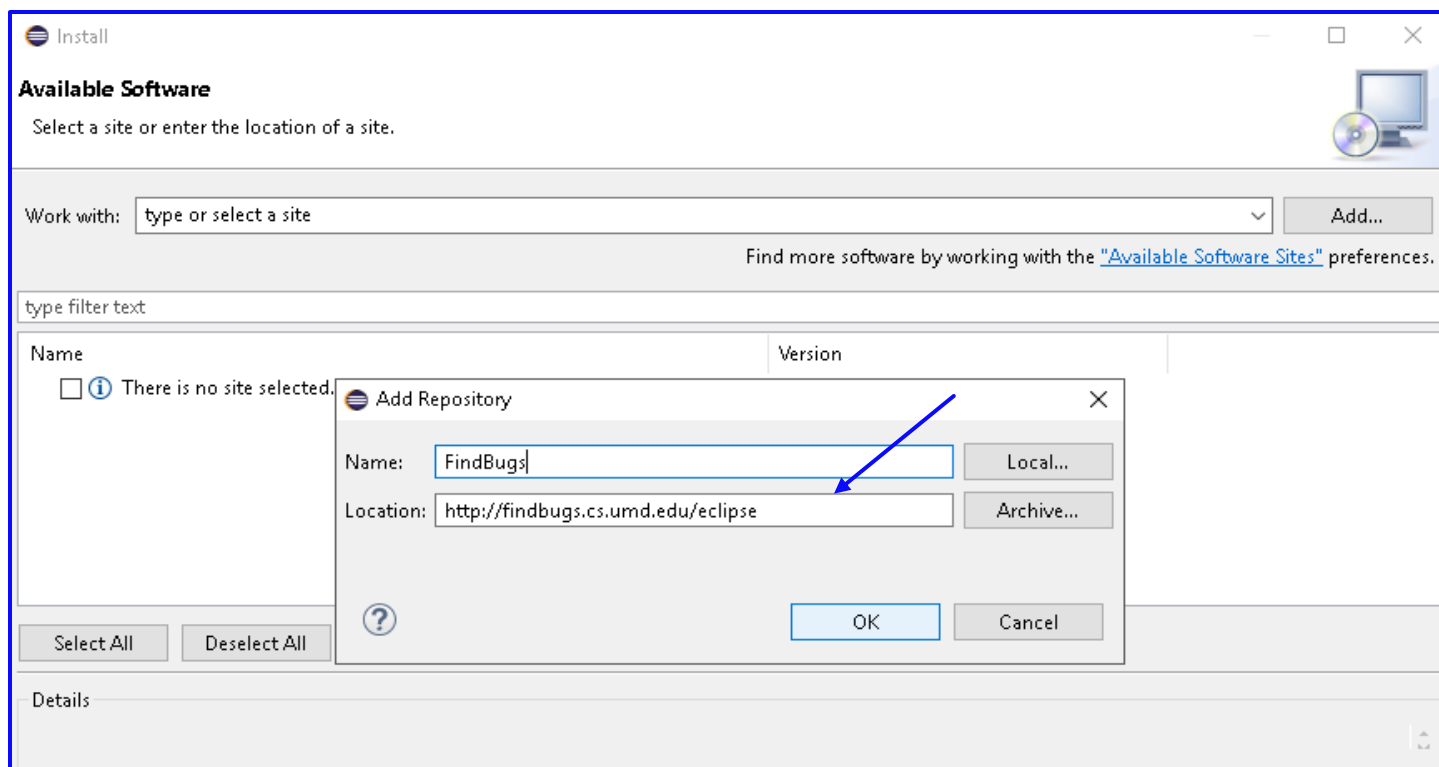 Install
Available Software
Select a site or enter the location of a site.
Work with: type or select a site Add...
Find more software by working with the "Available Software Sites" preferences.
type filter text
Name Version
There is no site selected.
Add Repository
Name: FindBugs Local...
Location: http://findbugs.cs.umd.edu/eclipse Archive...
? OK Cancel
Select All Deselect All
Details